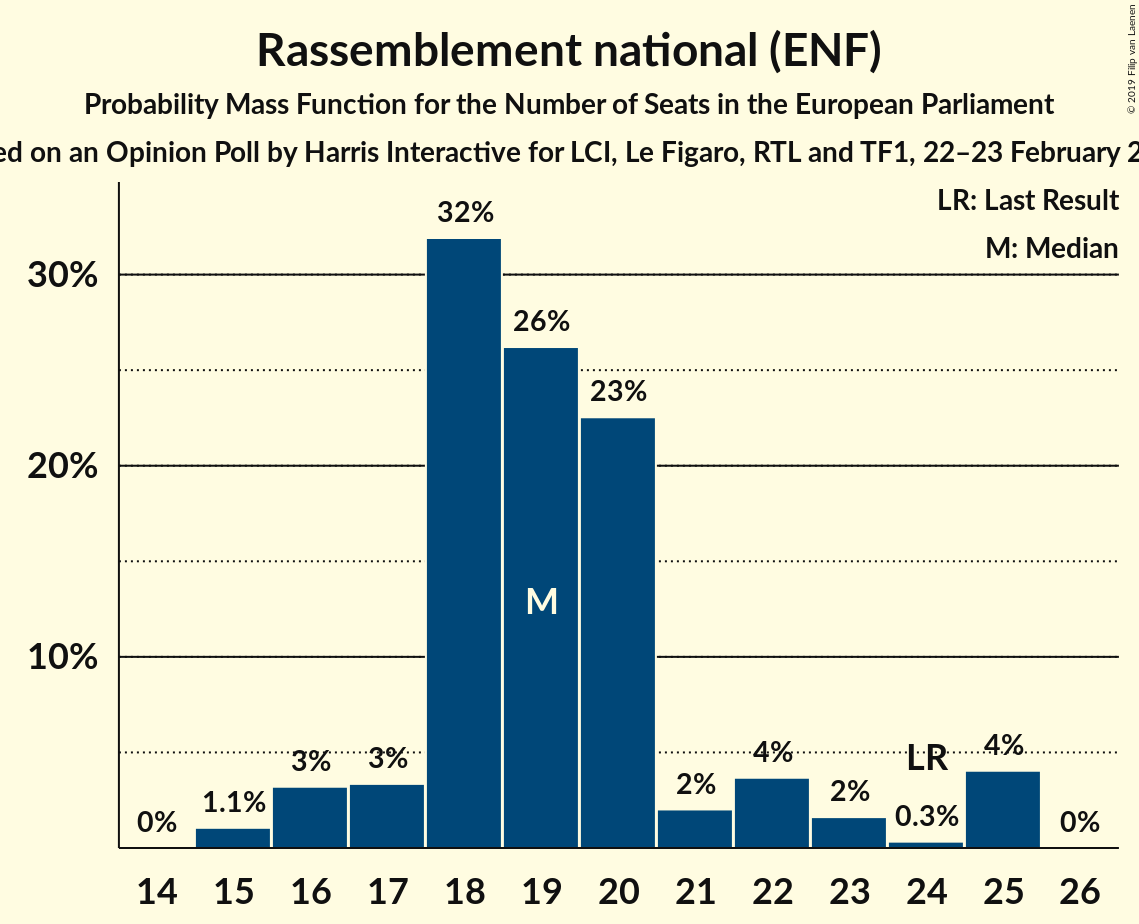 Rassemblement national (ENF)
Probability Mass Function for the Number of Seats in the European Parliament
on an Opinion Poll by Harris Interactive for LCI, Le Figaro, RTL and TF1, 22–23 February
© 2019 Filip van Laenen
LR: Last Result
M: Median
30%
20%
10%
0%
1.1%
3%
3%
32%
26%
23%
2%
4%
2%
0.3%
4%
0%
M
LR
14 15 16 17 18 19 20 21 22 23 24 25 26